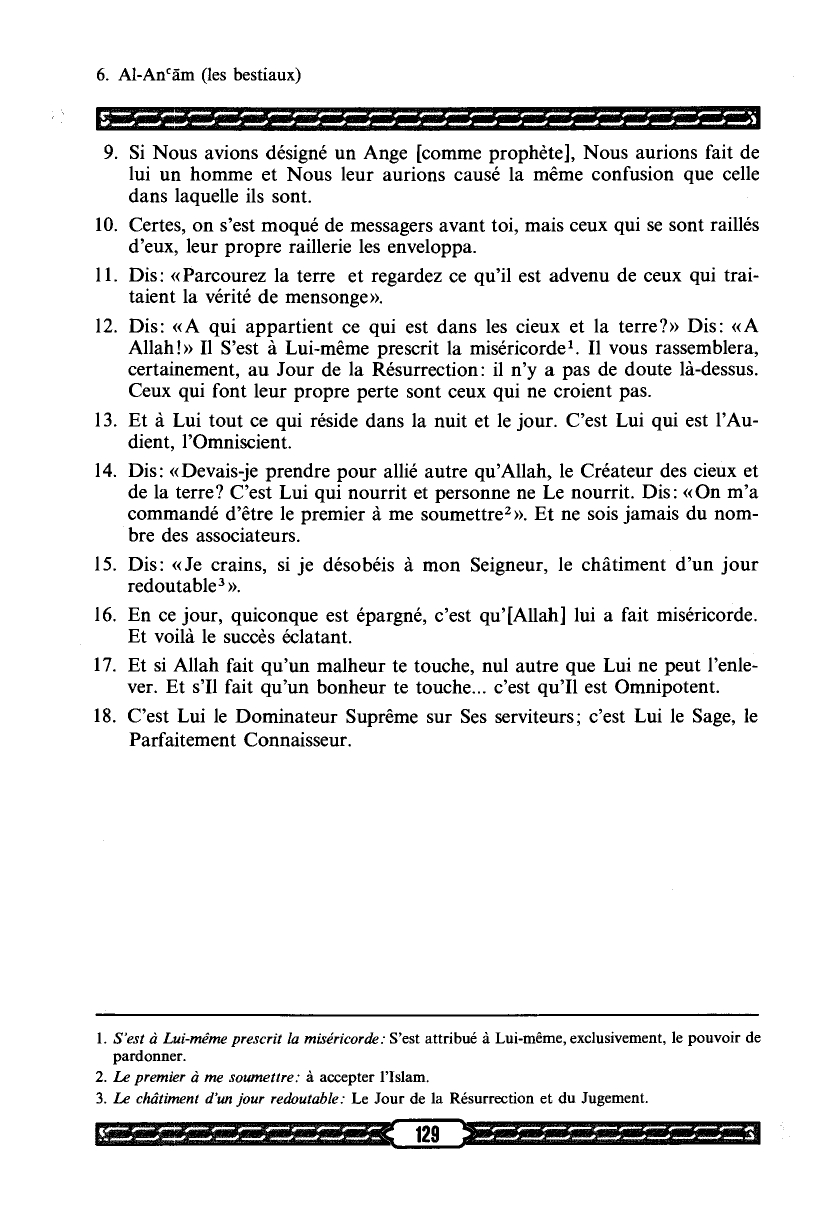 6. Al-Anᶜām (les bestiaux)
9. Si Nous avions désigné un Ange [comme prophète], Nous aurions fait de
lui un homme et Nous leur aurions causé la même confusion que celle
dans laquelle ils sont.
10. Certes, on s'est moqué de messagers avant toi, mais ceux qui se sont raillés
d'eux, leur propre raillerie les enveloppa.
11. Dis: «Parcourez la terre et regardez ce qu'il est advenu de ceux qui trai-
taient la vérité de mensonge».
12. Dis: «A qui appartient ce qui est dans les cieux et la terre?» Dis: «A
Allah!» Il S'est à Lui-même prescrit la miséricorde¹. Il vous rassemblera,
certainement, au Jour de la Résurrection: il n'y a pas de doute là-dessus.
Ceux qui font leur propre perte sont ceux qui ne croient pas.
13. Et à Lui tout ce qui réside dans la nuit et le jour. C'est Lui qui est l'Au-
dient, l'Omniscient.
14. Dis: «Devais-je prendre pour allié autre qu'Allah, le Créateur des cieux et
de la terre? C'est Lui qui nourrit et personne ne Le nourrit. Dis: «On m'a
commandé d'être le premier à me soumettre²». Et ne sois jamais du nom-
bre des associateurs.
15. Dis: «Je crains, si je désobéis à mon Seigneur, le châtiment d'un jour
redoutable³».
16. En ce jour, quiconque est épargné, c'est qu'[Allah] lui a fait miséricorde.
Et voilà le succès éclatant.
17. Et si Allah fait qu'un malheur te touche, nul autre que Lui ne peut l'enle-
ver. Et s'Il fait qu'un bonheur te touche... c'est qu'Il est Omnipotent.
18. C'est Lui le Dominateur Suprême sur Ses serviteurs; c'est Lui le Sage, le
Parfaitement Connaisseur.
1. S'est à Lui-même prescrit la miséricorde: S'est attribué à Lui-même, exclusivement, le pouvoir de
pardonner.
2. Le premier à me soumettre: à accepter l'Islam.
3. Le châtiment d'un jour redoutable: Le Jour de la Résurrection et du Jugement.
129